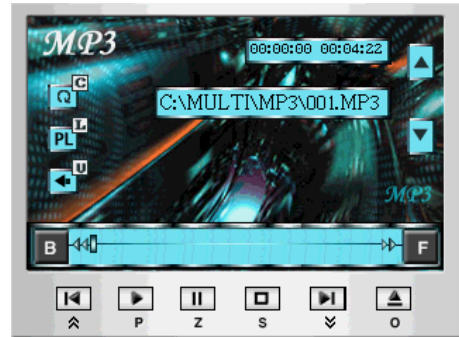 MP3
00:00:00 00:04:22
C
C:\MULTI\MP3\001.MP3
L
PL
U
MP3
B
F
P Z S O